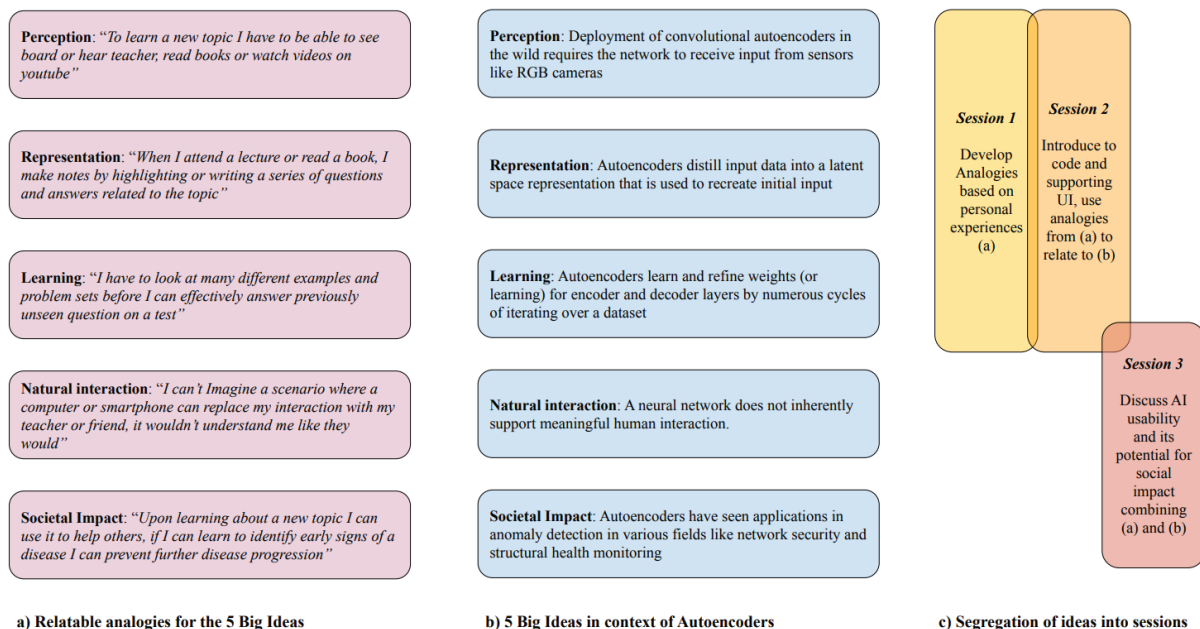 Perception: “To learn a new topic I have to be able to see
board or hear teacher, read books or watch videos on
youtube”
Representation: “When I attend a lecture or read a book, I
make notes by highlighting or writing a series of questions
and answers related to the topic”
Learning: “I have to look at many different examples and
problem sets before I can effectively answer previously
unseen question on a test”
Natural interaction: “I can’t Imagine a scenario where a
computer or smartphone can replace my interaction with my
teacher or friend, it wouldn’t understand me like they
would”
Societal Impact: “Upon learning about a new topic I can
use it to help others, if I can learn to identify early signs of a
disease I can prevent further disease progression”
a) Relatable analogies for the 5 Big Ideas
Perception: Deployment of convolutional autoencoders in
the wild requires the network to receive input from sensors
like RGB cameras
Representation: Autoencoders distill input data into a latent
space representation that is used to recreate initial input
Learning: Autoencoders learn and refine weights (or
learning) for encoder and decoder layers by numerous cycles
of iterating over a dataset
Natural interaction: A neural network does not inherently
support meaningful human interaction.
Societal Impact: Autoencoders have seen applications in
anomaly detection in various fields like network security and
structural health monitoring
b) 5 Big Ideas in context of Autoencoders
Session 1
Develop
Analogies
based on
personal
experiences
(a)
Session 2
Introduce to
code and
supporting
UI, use
analogies
from (a) to
relate to (b)
Session 3
Discuss AI
usability
and its
potential for
social
impact
combining
(a) and (b)
c) Segregation of ideas into sessions